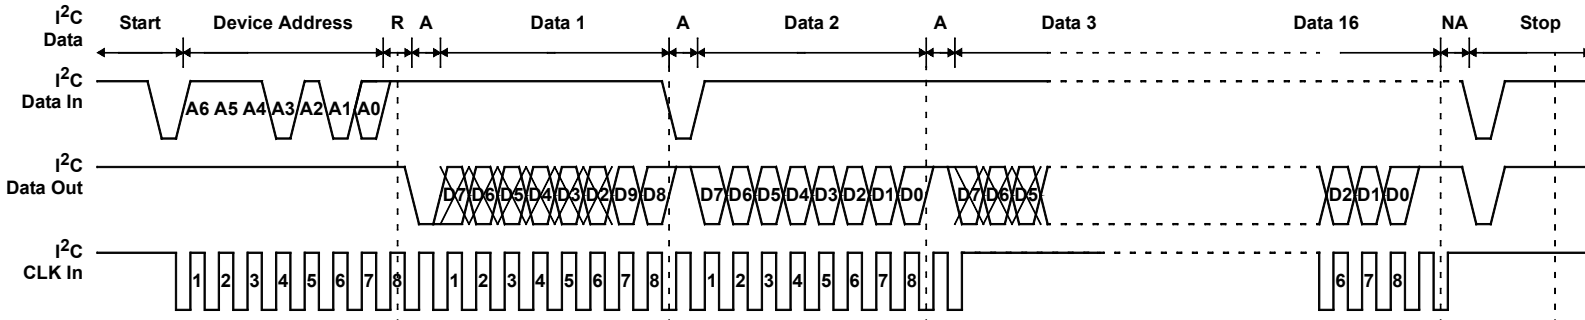 I2C Data Start Device Address R A Data 1 A Data 2 A Data 3 Data 16 NA Stop
I2C Data In A6 A5 A4 A3 A2 A1 A0
I2C Data Out D7 D6 D5 D4 D3 D2 D9 D8 D7 D6 D5 D4 D3 D2 D1 D0 D7 D6 D5 D2 D1 D0
I2C CLK In 1 2 3 4 5 6 7 8 1 2 3 4 5 6 7 8 1 2 3 4 5 6 7 8 6 7 8